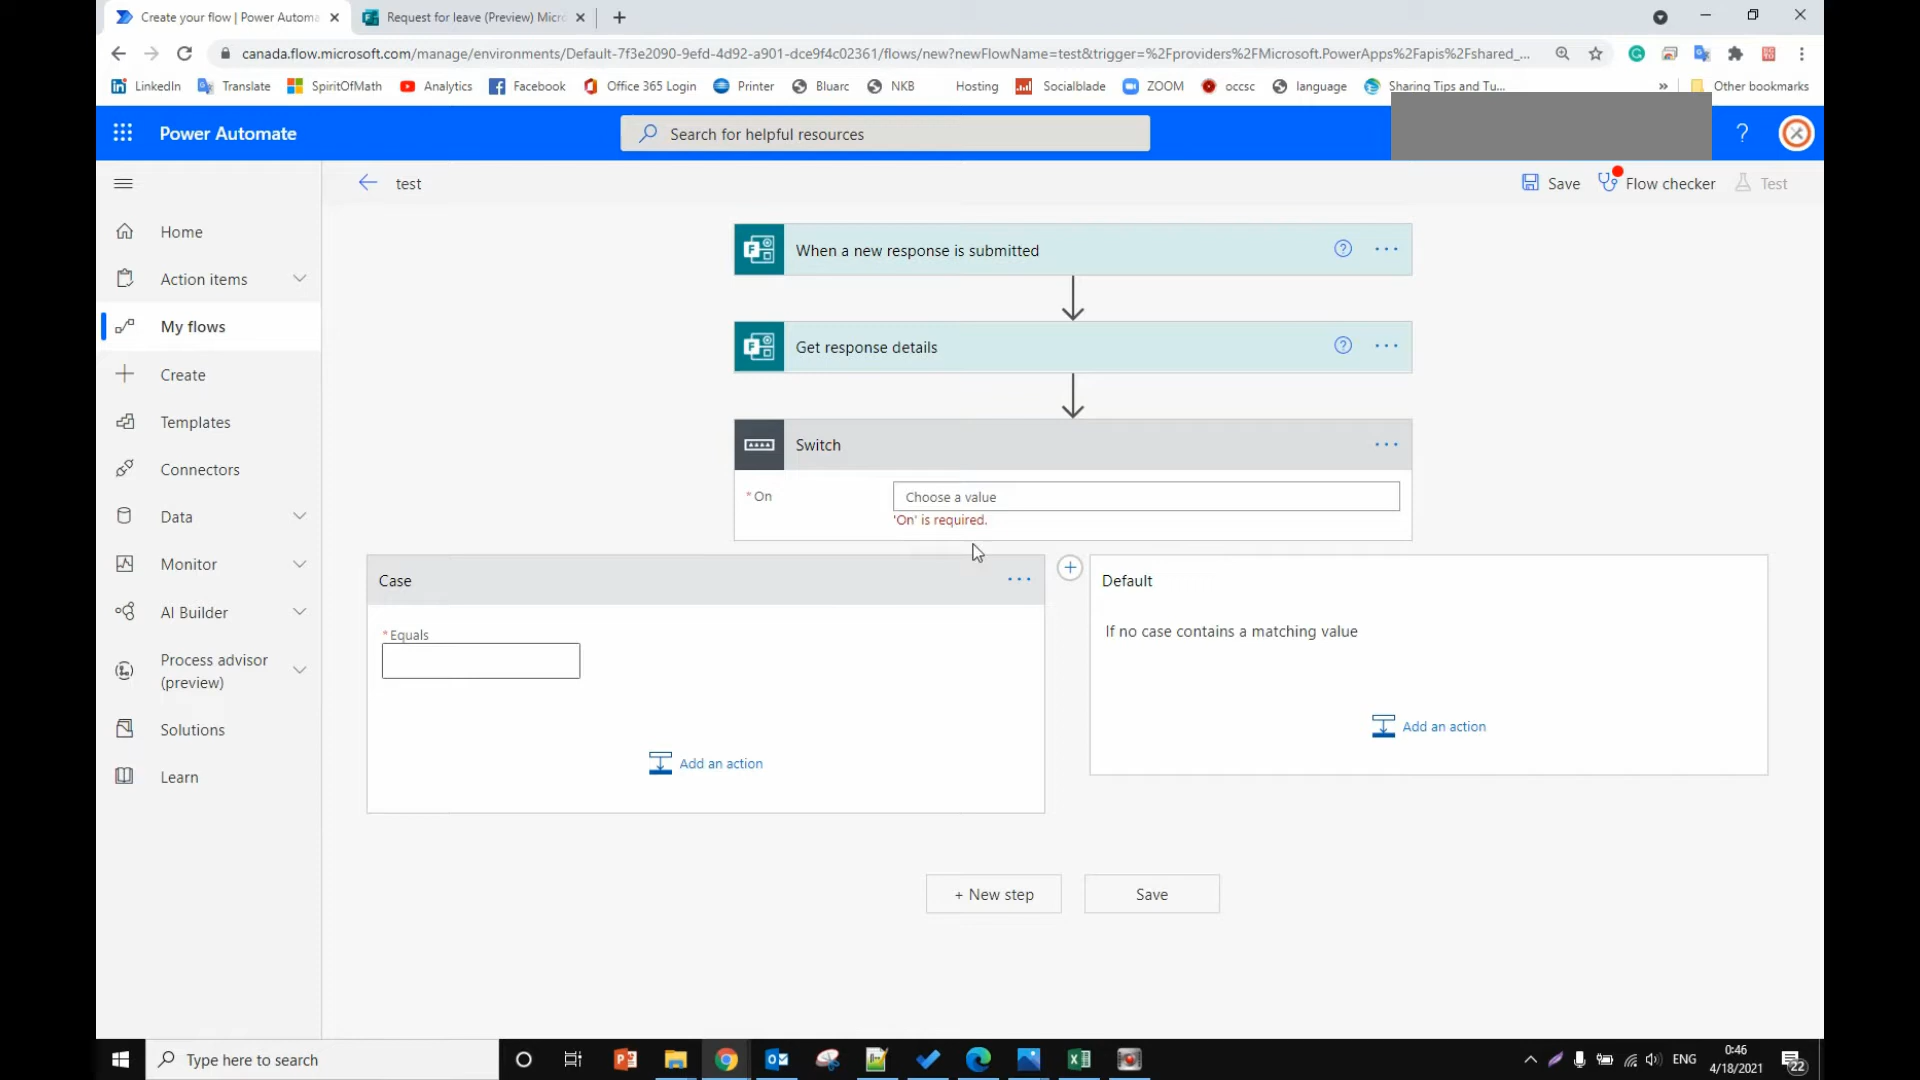 Create your flow | Power Automa
Request for leave (Preview) Micro
canada.flow.microsoft.com/manage/environments/Default-7f3e2090-9efd-4d92-a901-dce9f4c02361/flows/new?newFlowName=test&trigger=%2Fproviders%2FMicrosoft.PowerApps%2Fapis%2Fshared_...
LinkedIn Translate SpiritOfMath Analytics Facebook Office 365 Login Printer Bluarc NKB Hosting Socialblade ZOOM occsc language Sharing Tips and Tu... » Other bookmarks
Power Automate
Search for helpful resources
?
test
Save
Flow checker
Test
Home
Action items
My flows
Create
Templates
Connectors
Data
Monitor
AI Builder
Process advisor
(preview)
Solutions
Learn
When a new response is submitted
Get response details
Switch
* On
Choose a value
'On' is required.
Case
* Equals
Add an action
Default
If no case contains a matching value
Add an action
+ New step
Save
Type here to search
ENG
0:46
4/18/2021
22